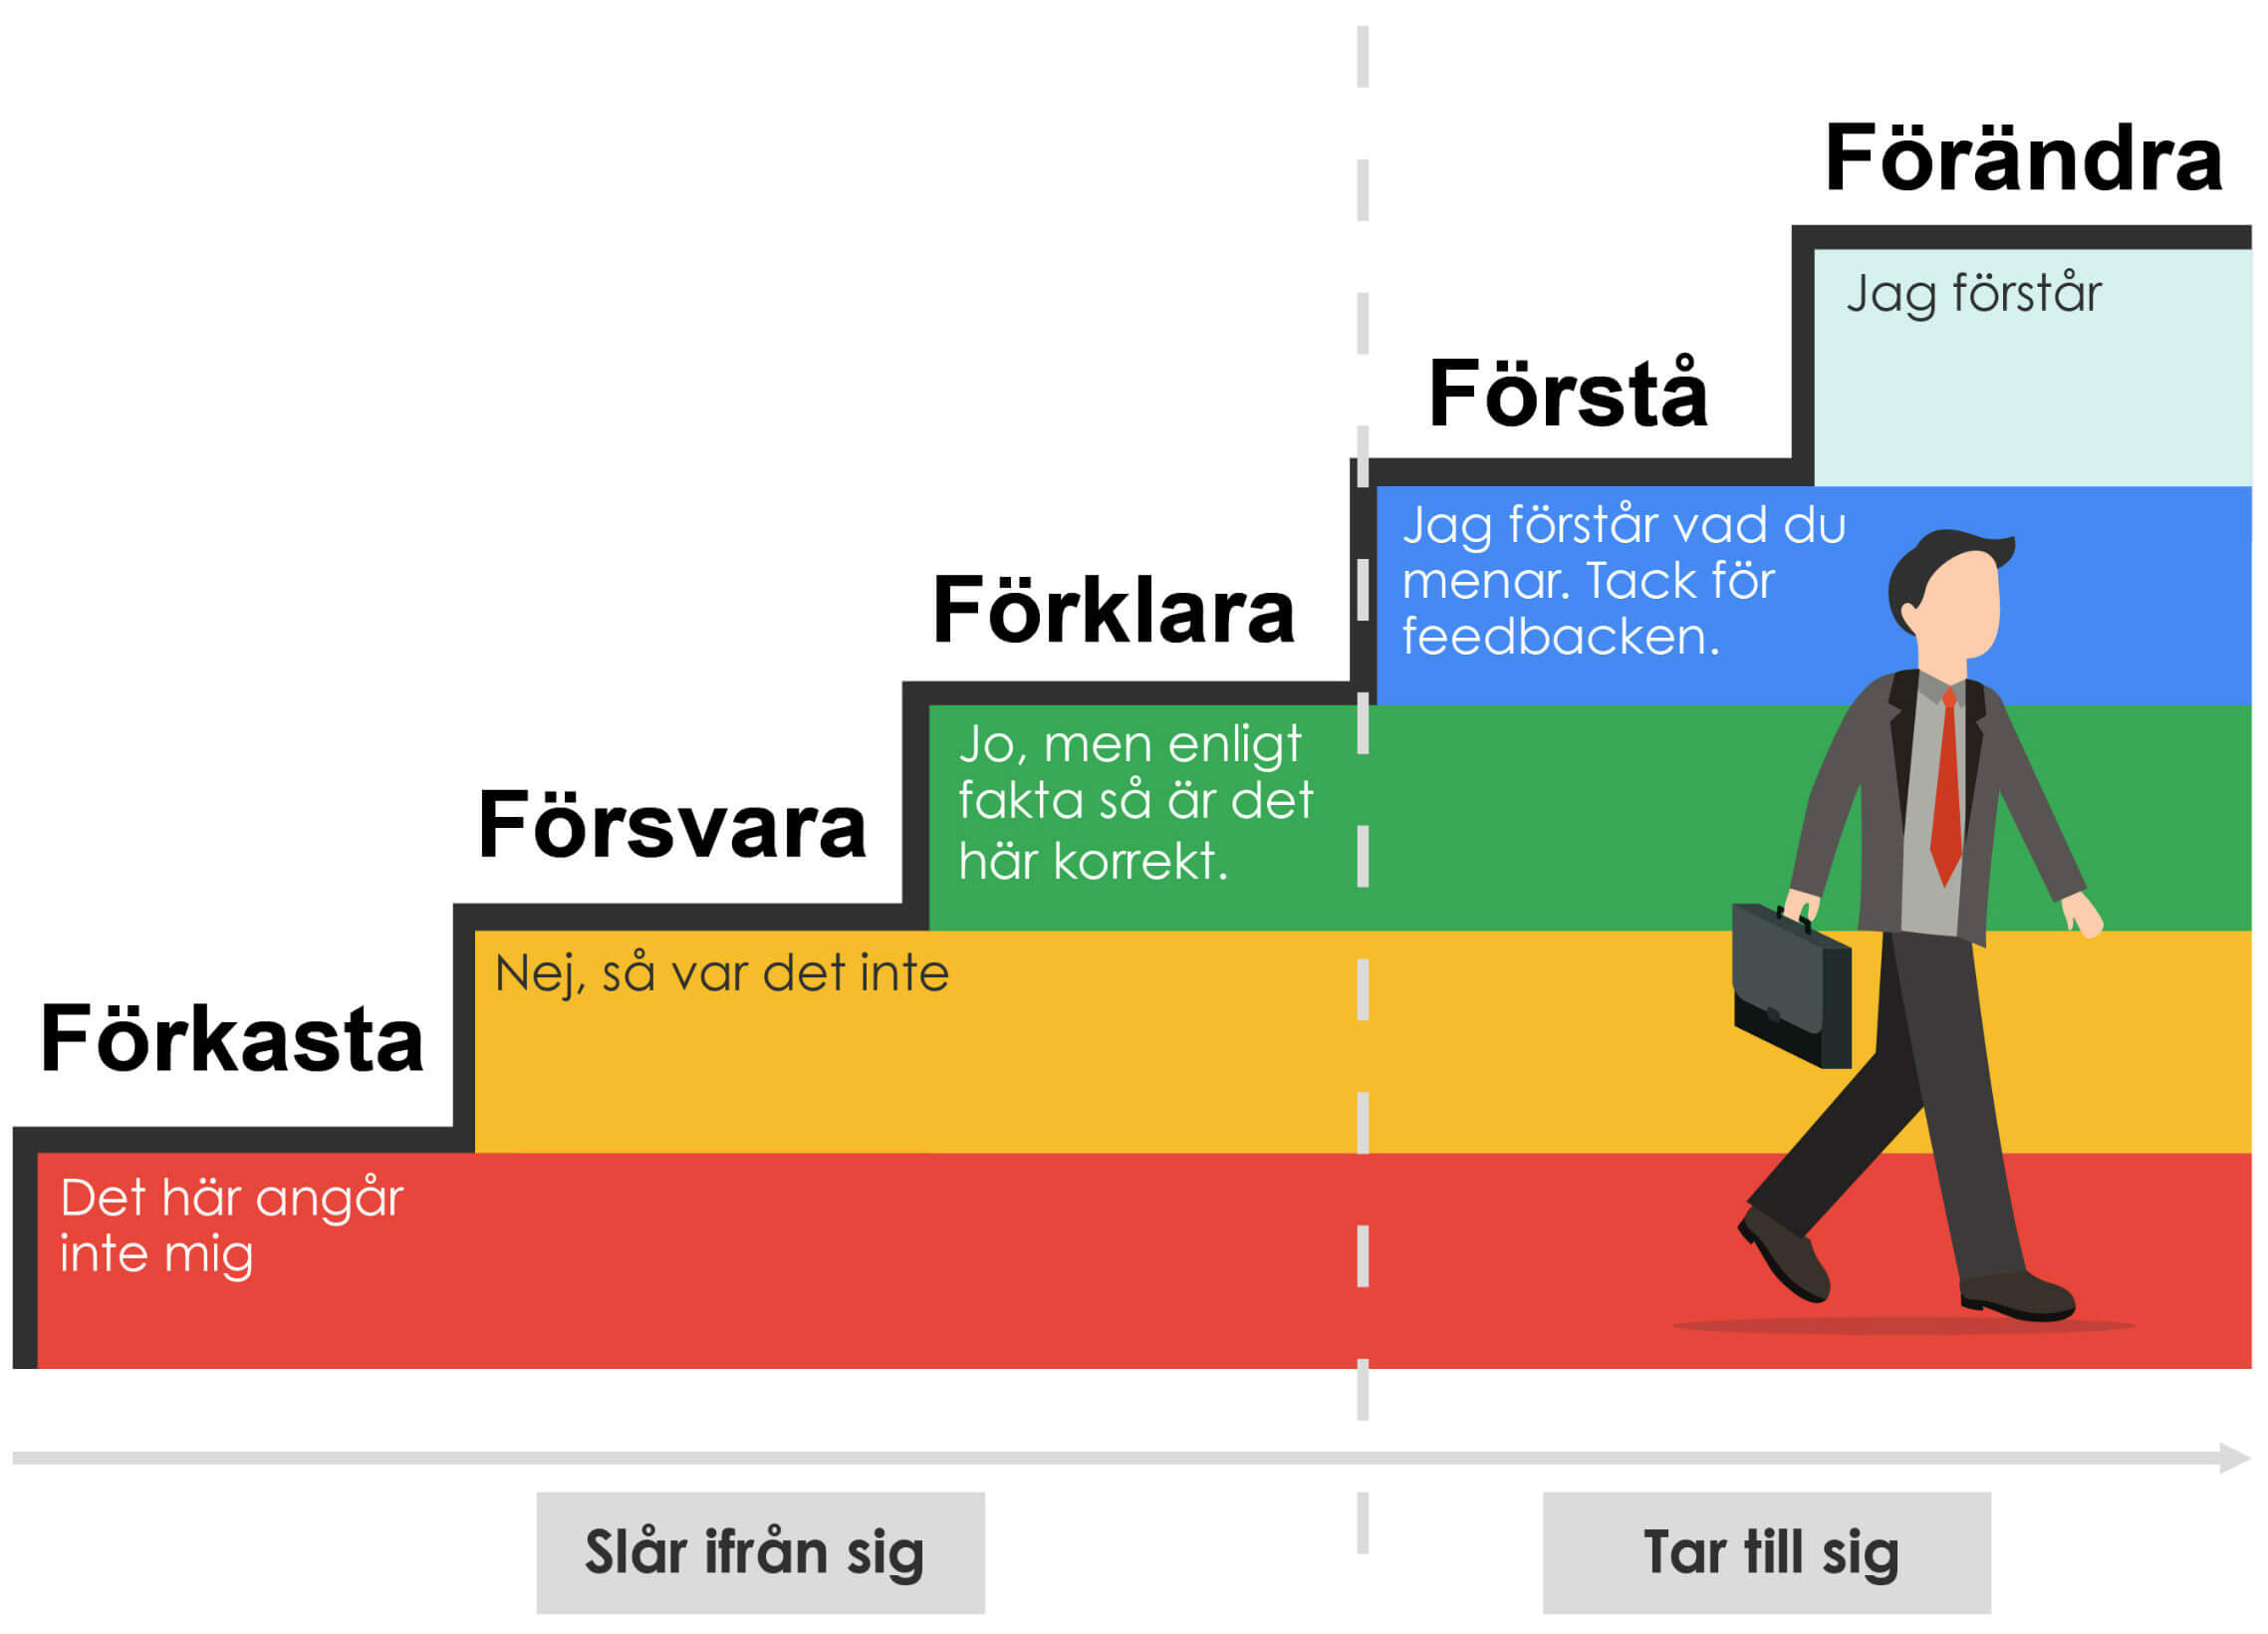 Förändra
Jag förstår
Förstå
Jag förstår vad du
menar. Tack för
feedbacken.
Förklara
Jo, men enligt
fakta så är det
här korrekt.
Försvara
Nej, så var det inte
Förkasta
Det här angår
inte mig
Slår ifrån sig
Tar till sig